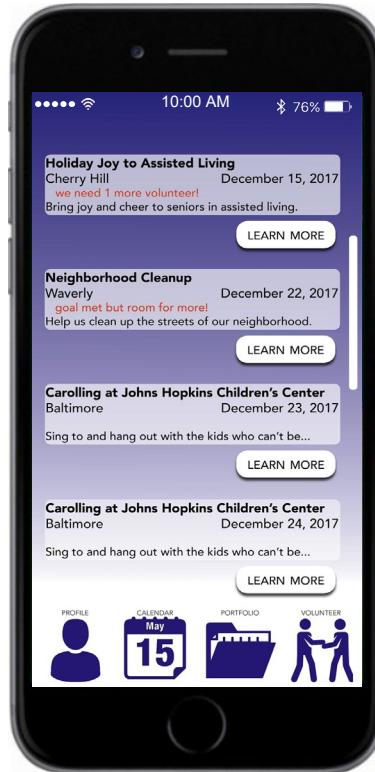 10:00 AM 76%
Holiday Joy to Assisted Living
Cherry Hill December 15, 2017
we need 1 more volunteer!
Bring joy and cheer to seniors in assisted living.
LEARN MORE
Neighborhood Cleanup
Waverly December 22, 2017
goal met but room for more!
Help us clean up the streets of our neighborhood.
LEARN MORE
Carolling at Johns Hopkins Children's Center
Baltimore December 23, 2017
Sing to and hang out with the kids who can't be...
LEARN MORE
Carolling at Johns Hopkins Children's Center
Baltimore December 24, 2017
Sing to and hang out with the kids who can't be...
LEARN MORE
PROFILE CALENDAR PORTFOLIO VOLUNTEER
May
15